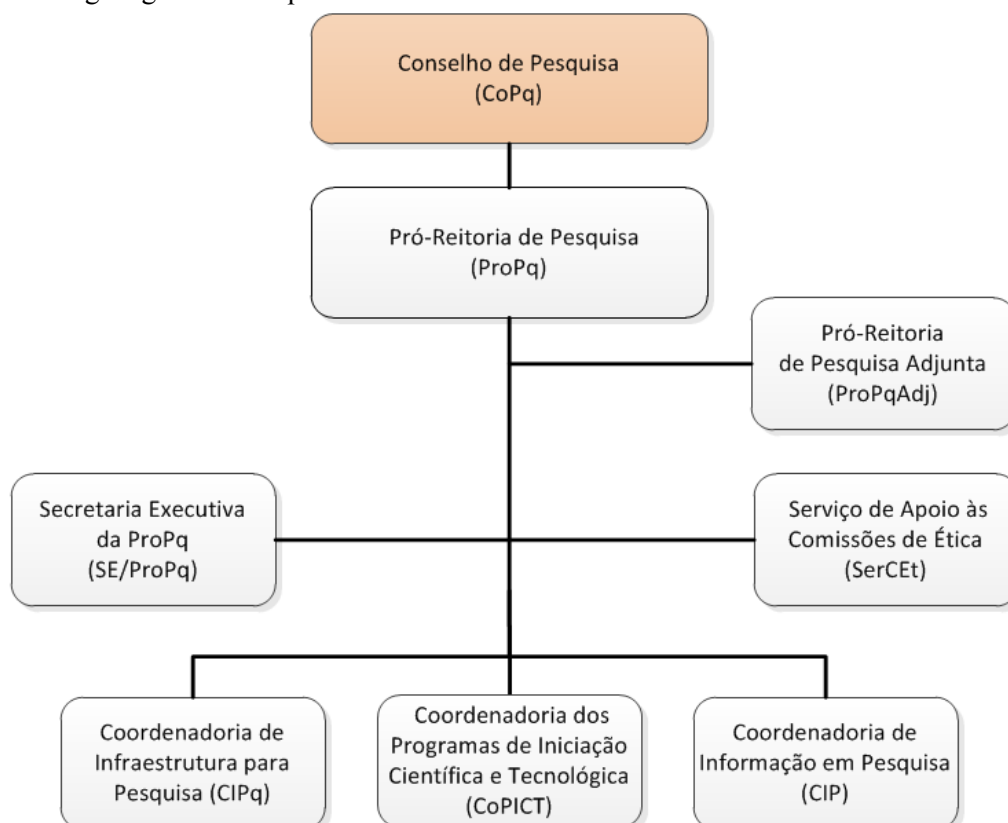 Conselho de Pesquisa
(CoPq)
Pró-Reitoria de Pesquisa
(ProPq)
Pró-Reitoria
de Pesquisa Adjunta
(ProPqAdj)
Secretaria Executiva
da ProPq
(SE/ProPq)
Serviço de Apoio às
Comissões de Ética
(SerCEt)
Coordenadoria de
Infraestrutura para
Pesquisa (CIPq)
Coordenadoria dos
Programas de Iniciação
Científica e Tecnológica
(CoPICT)
Coordenadoria de
Informação em Pesquisa
(CIP)